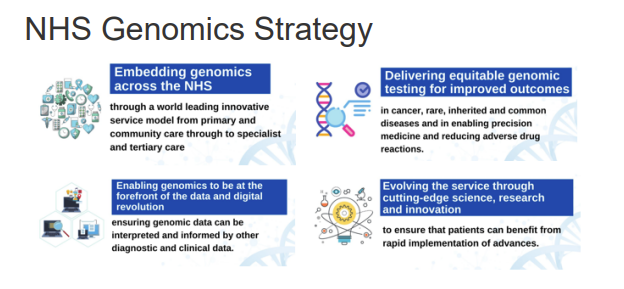 NHS Genomics Strategy
Embedding genomics
across the NHS
through a world leading innovative
service model from primary and
community care through to specialist
and tertiary care
Delivering equitable genomic
testing for improved outcomes
in cancer, rare, inherited and common
diseases and in enabling precision
medicine and reducing adverse drug
reactions.
Enabling genomics to be at the
forefront of the data and digital
revolution
ensuring genomic data can be
interpreted and informed by other
diagnostic and clinical data.
Evolving the service through
cutting-edge science, research
and innovation
to ensure that patients can benefit from
rapid implementation of advances.